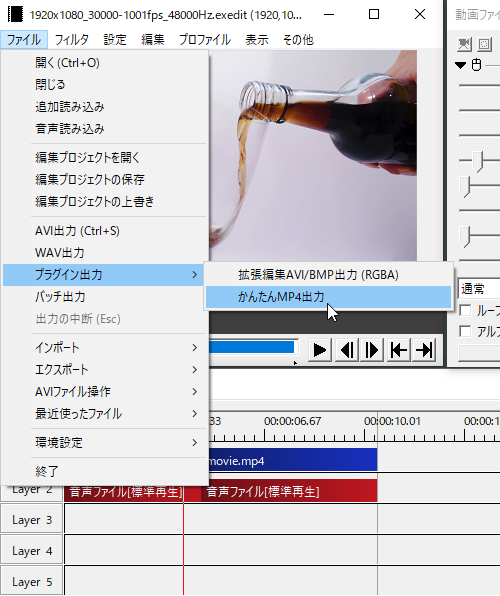 1920x1080_30000-1001fps_48000Hz.exedit (1920,10...
動画ファイ
ファイル フィルタ 設定 編集 プロファイル 表示 その他
開く(Ctrl+O)
閉じる
追加読み込み
音声読み込み
編集プロジェクトを開く
編集プロジェクトの保存
編集プロジェクトの上書き
AVI出力 (Ctrl+S)
WAV出力
プラグイン出力
拡張編集AVI/BMP出力 (RGBA)
かんたんMP4出力
バッチ出力
出力の中断 (Esc)
インポート
エクスポート
AVIファイル操作
最近使ったファイル
環境設定
終了
通常
ループ
アルフ
33 00:00:06.67 00:00:10.01 00:00:1
movie.mp4
Layer 2 音声ファイル[標準再生] 音声ファイル[標準再生]
Layer 3
Layer 4
Layer 5